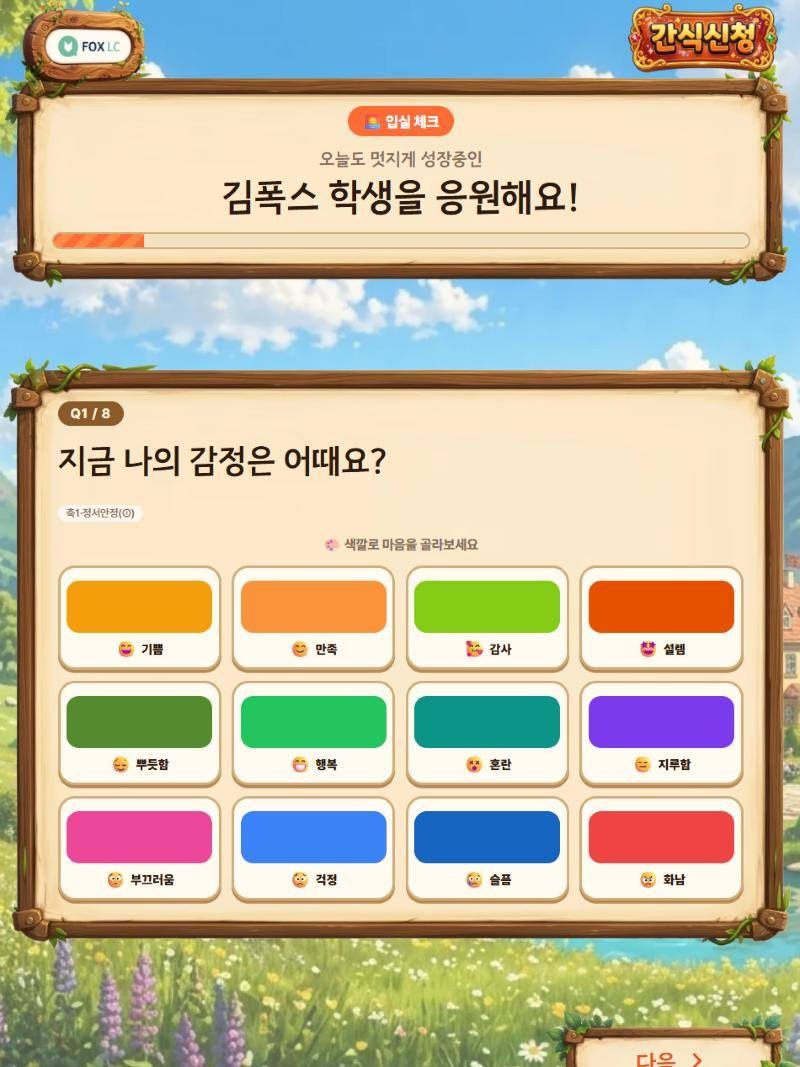 FOX LC
간식신청
입실 체크
오늘도 멋지게 성장중인
김폭스 학생을 응원해요!
Q1 / 8
지금 나의 감정은 어때요?
축1·정서안정(①)
색깔로 마음을 골라보세요
기쁨
만족
감사
설렘
뿌듯함
행복
혼란
지루함
부끄러움
걱정
슬픔
화남
다음 >